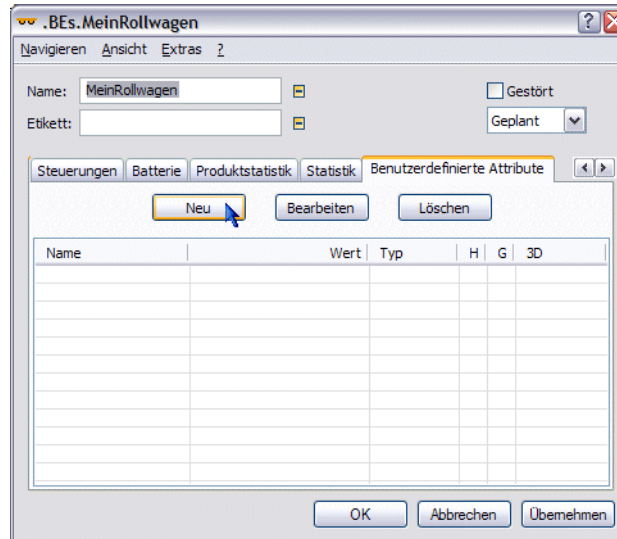 .BEs.MeinRollwagen
Navigieren Ansicht Extras ?
Name: MeinRollwagen Gestört
Etikett: Geplant
Steuerungen Batterie Produktstatistik Statistik Benutzerdefinierte Attribute
Neu Bearbeiten Löschen
Name Wert Typ H G 3D
OK Abbrechen Übernehmen